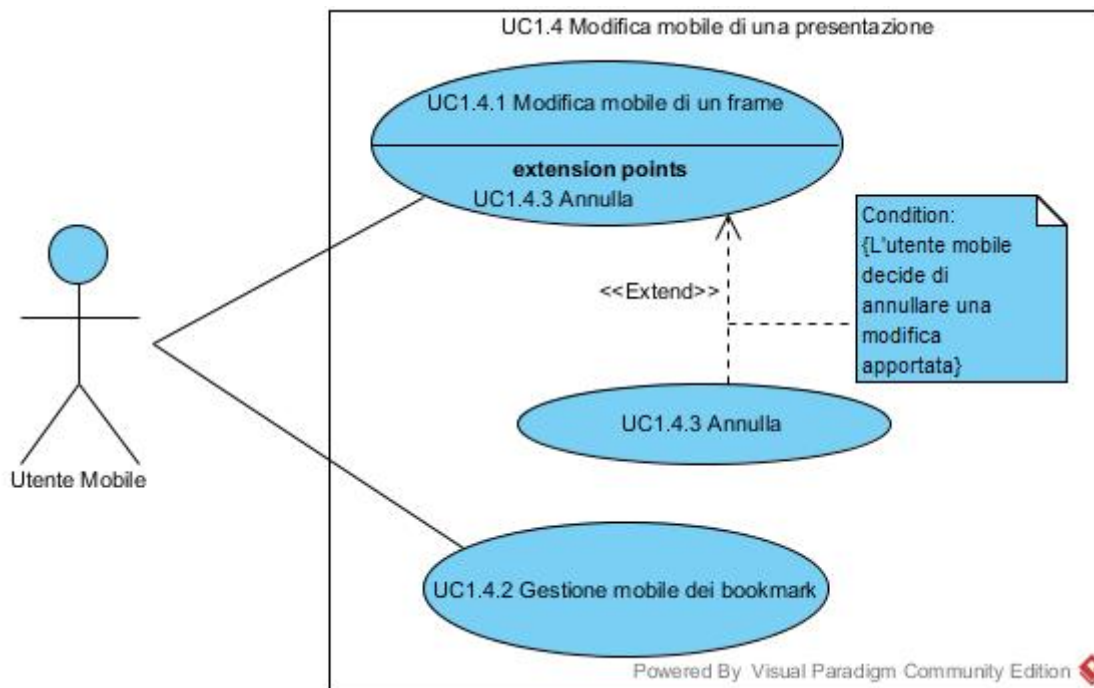 UC1.4 Modifica mobile di una presentazione
UC1.4.1 Modifica mobile di un frame
extension points
UC1.4.3 Annulla
Condition:
{L'utente mobile
decide di
annullare una
modifica
apportata}
<<Extend>>
UC1.4.3 Annulla
Utente Mobile
UC1.4.2 Gestione mobile dei bookmark
Powered By Visual Paradigm Community Edition